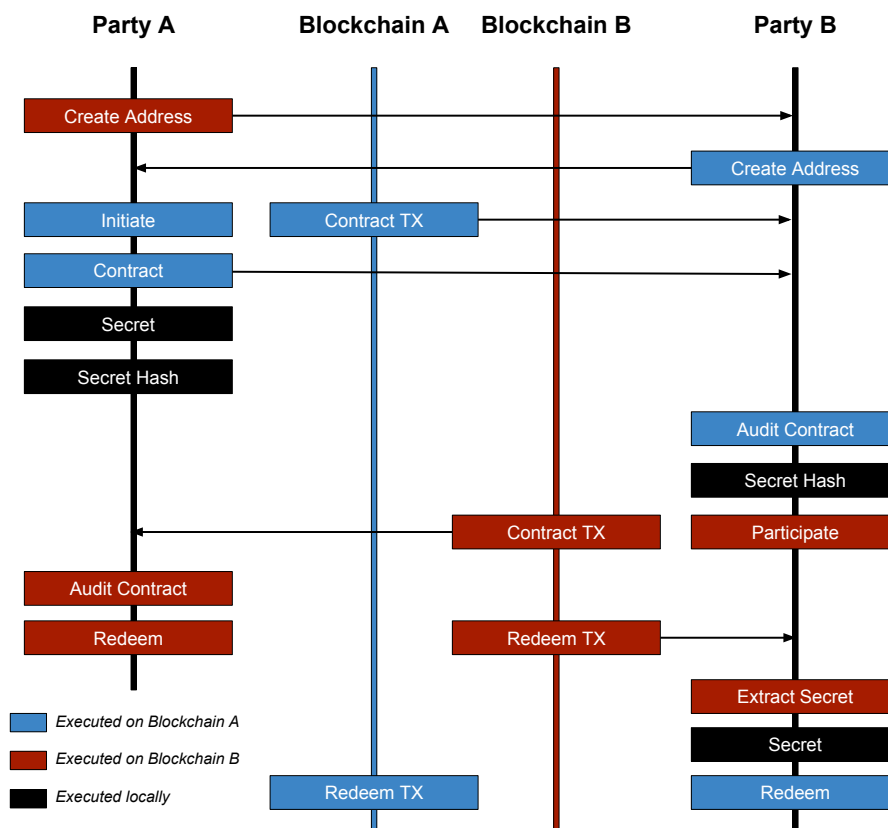 Party A
Blockchain A
Blockchain B
Party B
Create Address
Create Address
Initiate
Contract TX
Contract
Secret
Secret Hash
Audit Contract
Secret Hash
Contract TX
Participate
Audit Contract
Redeem
Redeem TX
Extract Secret
Executed on Blockchain A
Secret
Executed on Blockchain B
Executed locally
Redeem TX
Redeem